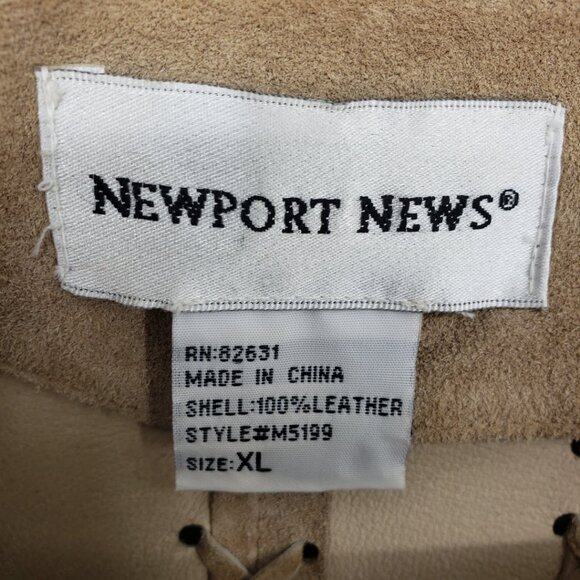 NEWPORT NEWS®
RN:82631
MADE IN CHINA
SHELL:100%LEATHER
STYLE#M5199
SIZE:XL